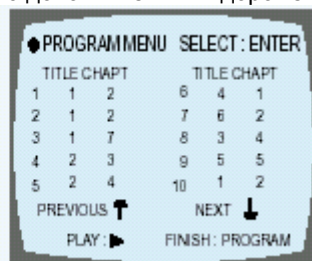 ●PROGRAM MENU SELECT : ENTER
TITLE CHAPT TITLE CHAPT
1 1 2 6 4 1
2 1 2 7 6 2
3 1 7 8 3 4
4 2 3 9 5 5
5 2 4 10 1 2
PREVIOUS NEXT
PLAY : FINISH : PROGRAM